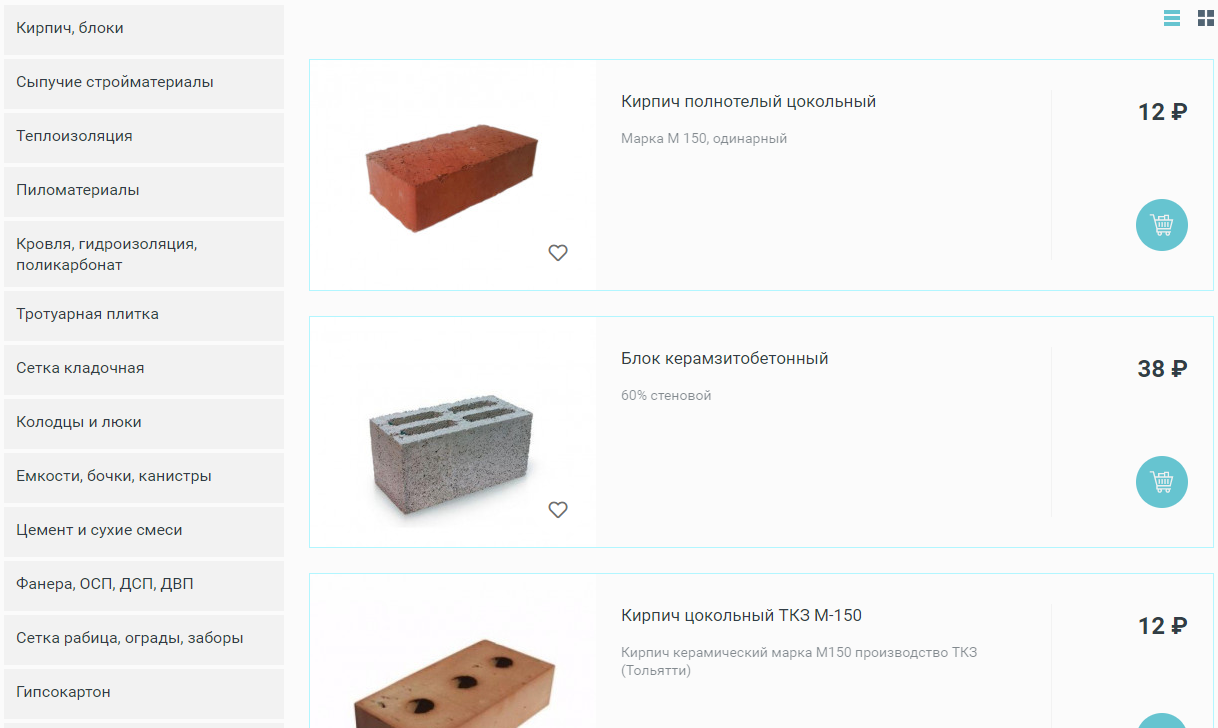 Кирпич, блоки
Сыпучие стройматериалы
Теплоизоляция
Пиломатериалы
Кровля, гидроизоляция,
поликарбонат
Тротуарная плитка
Сетка кладочная
Колодцы и люки
Емкости, бочки, канистры
Цемент и сухие смеси
Фанера, ОСП, ДСП, ДВП
Сетка рабица, ограды, заборы
Гипсокартон
Кирпич полнотелый цокольный
Марка М 150, одинарный
12 ₽
Блок керамзитобетонный
60% стеновой
38 ₽
Кирпич цокольный ТКЗ М-150
Кирпич керамический марка М150 производство ТКЗ
(Тольятти)
12 ₽